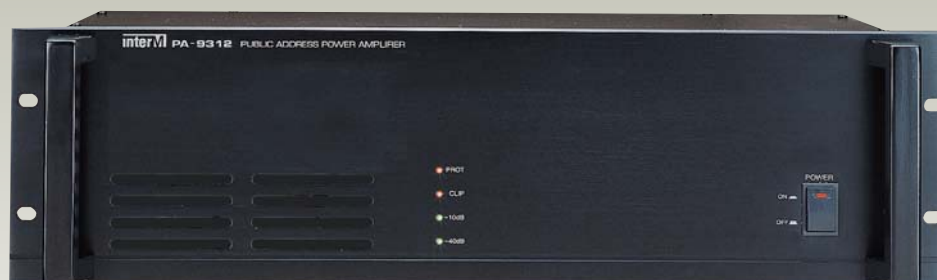 interM PA-9312 PUBLIC ADDRESS POWER AMPLIFIER
PROT
CLIP
-10dB
-40dB
POWER
ON
OFF